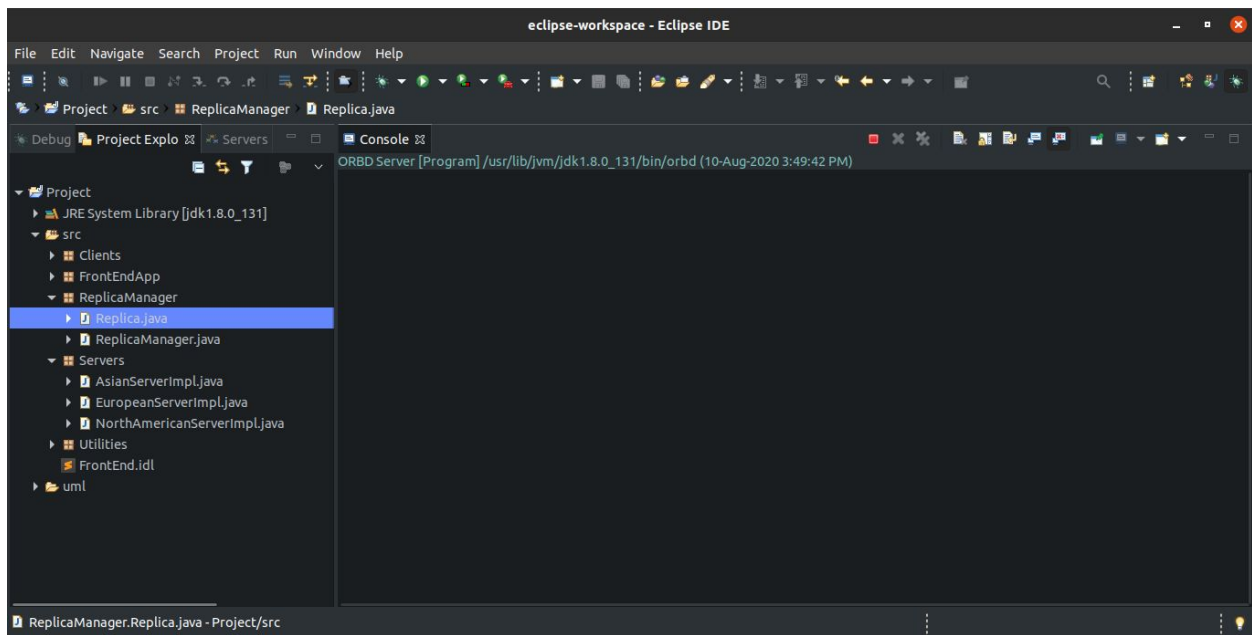 eclipse-workspace - Eclipse IDE
File Edit Navigate Search Project Run Window Help
Project src ReplicaManager Replica.java
Debug Project Explo Servers Console
ORBD Server [Program] /usr/lib/jvm/jdk1.8.0_131/bin/orbd (10-Aug-2020 3:49:42 PM)
Project
JRE System Library [jdk1.8.0_131]
src
Clients
FrontEndApp
ReplicaManager
Replica.java
ReplicaManager.java
Servers
AsianServerImpl.java
EuropeanServerImpl.java
NorthAmericanServerImpl.java
Utilities
FrontEnd.idl
uml
ReplicaManager.Replica.java - Project/src